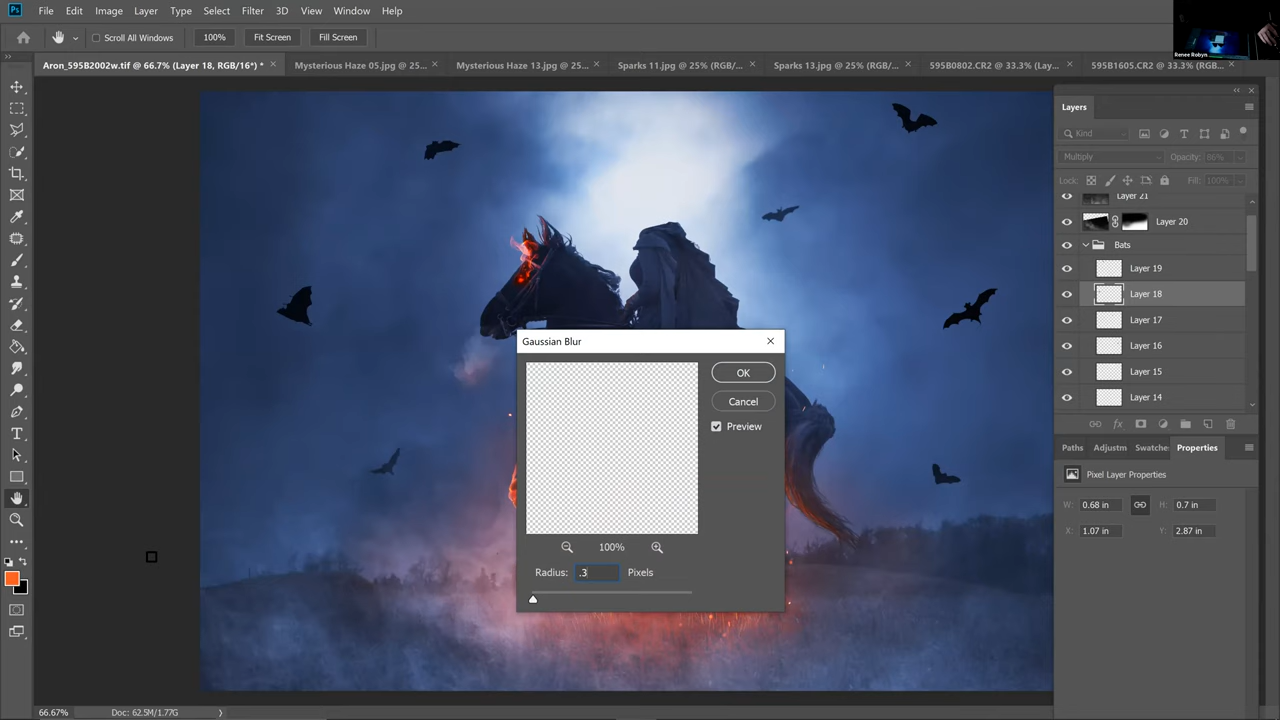 Ps File Edit Image Layer Type Select Filter 3D View Window Help
Renee Robyn
Scroll All Windows 100% Fit Screen Fill Screen
Aron_595B2002w.tif @ 66.7% (Layer 18, RGB/16*) * × Mysterious Haze 05.jpg @ 25... × Mysterious Haze 13.jpg @ 25... × Sparks 11.jpg @ 25% (RGB/... × Sparks 13.jpg @ 25% (RGB/... × 595B0802.CR2 @ 33.3% (Lay... × 595B1605.CR2 @ 33.3% (RGB... ×
Layers
Kind
Multiply Opacity: 86%
Lock: Fill: 100%
Layer 21
Layer 20
Bats
Layer 19
Layer 18
Layer 17
Layer 16
Layer 15
Layer 14
Gaussian Blur
OK
Cancel
Preview
100%
Radius: .3 Pixels
Paths Adjustm Swatche Properties
Pixel Layer Properties
W: 0.68 in H: 0.7 in
X: 1.07 in Y: 2.87 in
66.67% Doc: 62.5M/1.77G